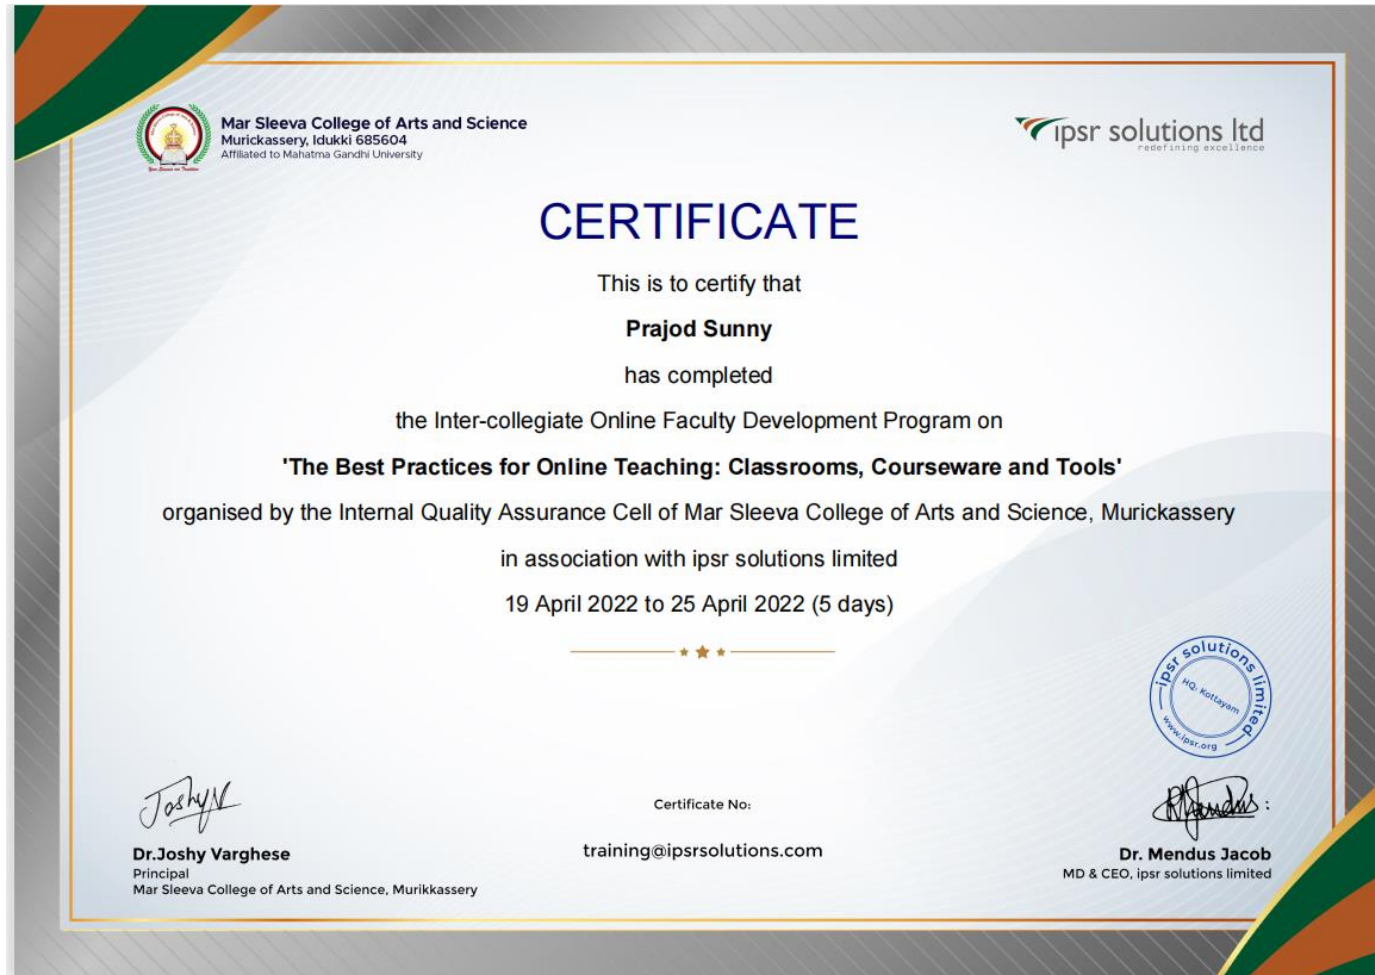 Mar Sleeva College of Arts and Science
Murickassery, Idukki 685604
Affiliated to Mahatma Gandhi University
ipsr solutions ltd
redefining excellence
CERTIFICATE
This is to certify that
Prajod Sunny
has completed
the Inter-collegiate Online Faculty Development Program on
'The Best Practices for Online Teaching: Classrooms, Courseware and Tools'
organised by the Internal Quality Assurance Cell of Mar Sleeva College of Arts and Science, Murickassery
in association with ipsr solutions limited
19 April 2022 to 25 April 2022 (5 days)
ipsr solutions limited
HQ: Kottayam
www.ipsr.org
Certificate No:
training@ipsrsolutions.com
Dr.Joshy Varghese
Principal
Mar Sleeva College of Arts and Science, Murikkassery
Dr. Mendus Jacob
MD & CEO, ipsr solutions limited